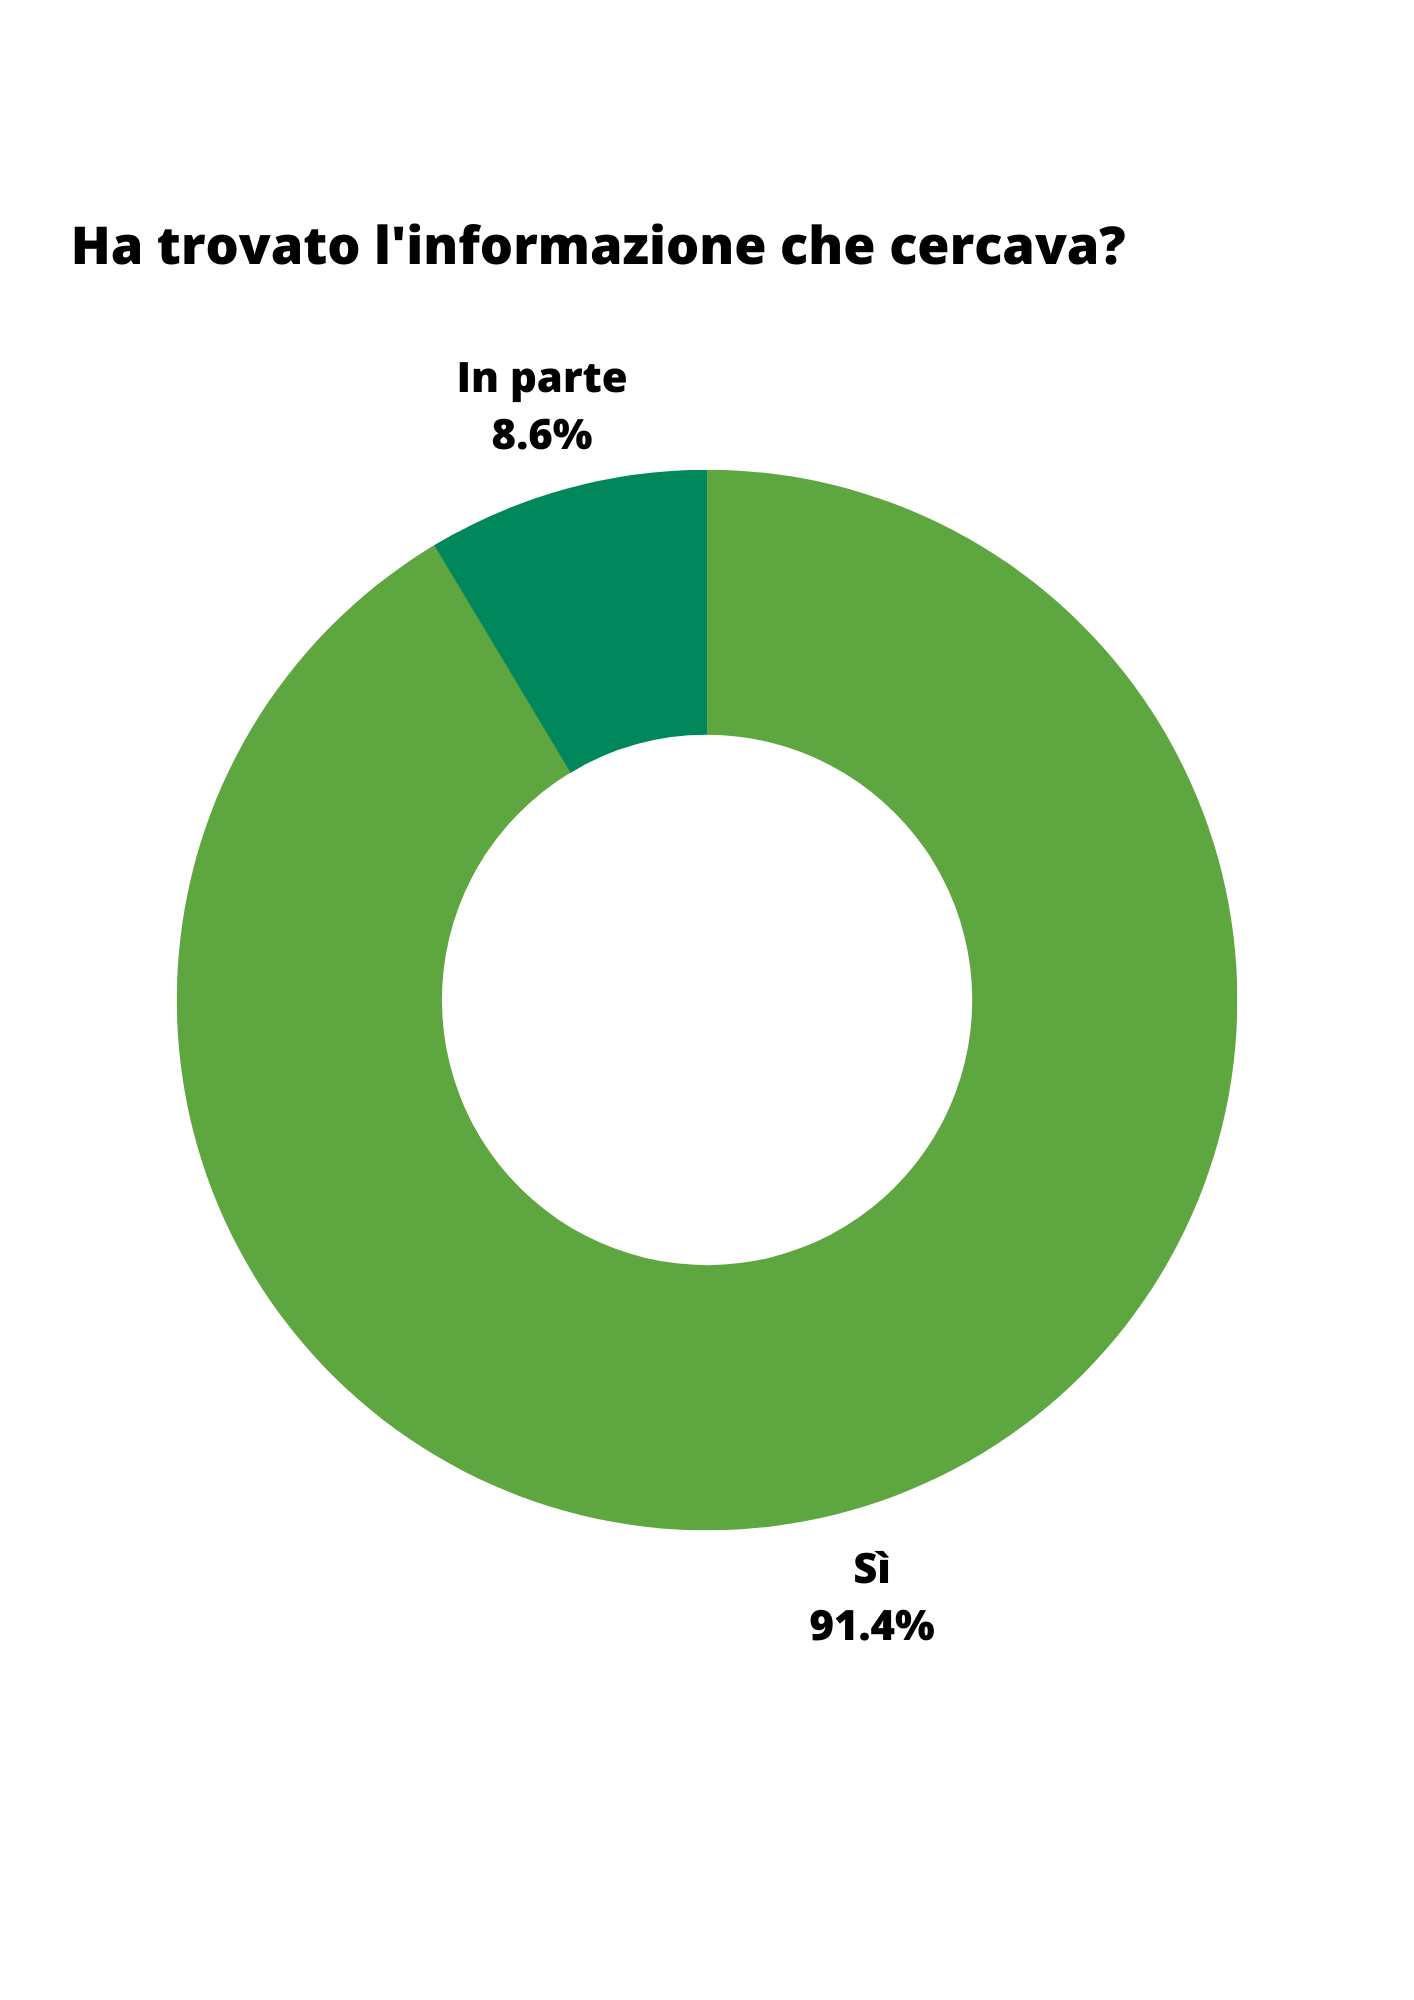 Ha trovato l'informazione che cercava?
In parte
8.6%
Sì
91.4%